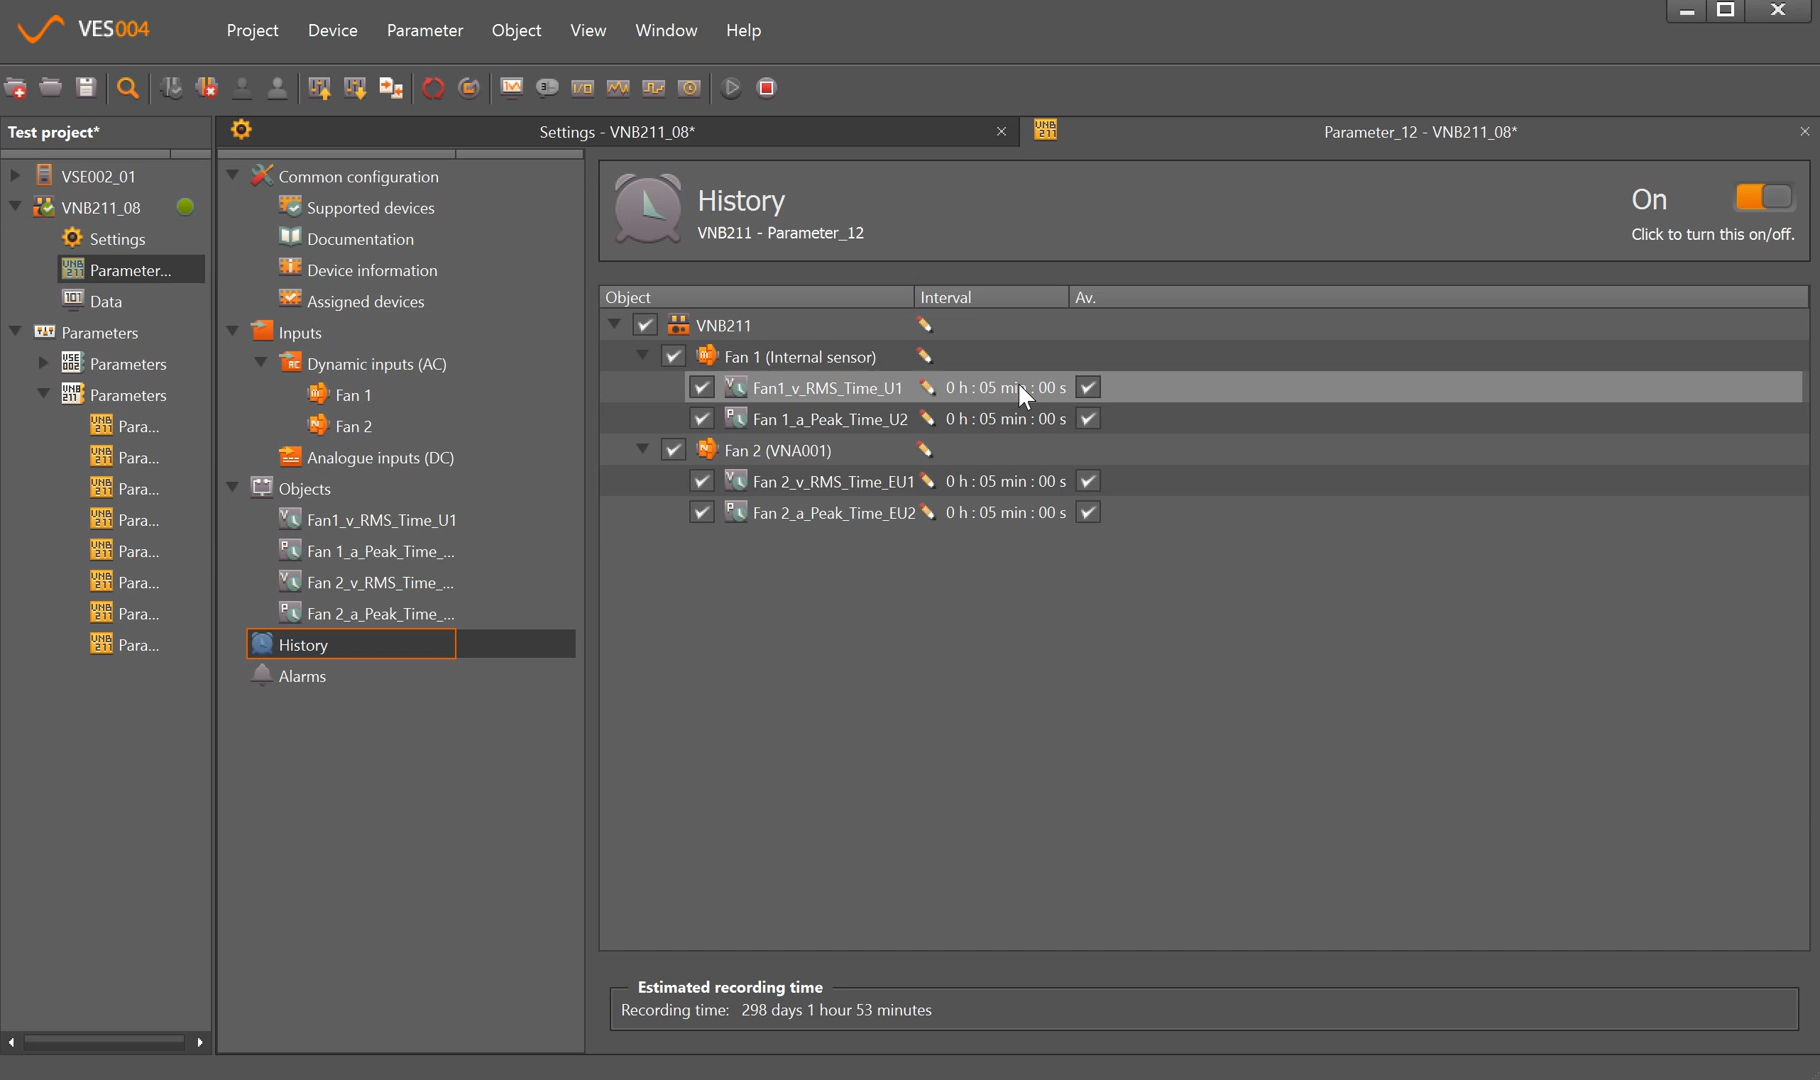 VES004
Project Device Parameter Object View Window Help
Test project*
Settings - VNB211_08*
Parameter_12 - VNB211_08*
VSE002_01
VNB211_08
Settings
Parameter...
Data
Parameters
Parameters
Parameters
Para...
Para...
Para...
Para...
Para...
Para...
Para...
Para...
Common configuration
Supported devices
Documentation
Device information
Assigned devices
Inputs
Dynamic inputs (AC)
Fan 1
Fan 2
Analogue inputs (DC)
Objects
Fan1_v_RMS_Time_U1
Fan 1_a_Peak_Time_...
Fan 2_v_RMS_Time_...
Fan 2_a_Peak_Time_...
History
Alarms
History
VNB211 - Parameter_12
On
Click to turn this on/off.
Object Interval Av.
VNB211
Fan 1 (Internal sensor)
Fan1_v_RMS_Time_U1 0 h : 05 min : 00 s
Fan 1_a_Peak_Time_U2 0 h : 05 min : 00 s
Fan 2 (VNA001)
Fan 2_v_RMS_Time_EU1 0 h : 05 min : 00 s
Fan 2_a_Peak_Time_EU2 0 h : 05 min : 00 s
Estimated recording time
Recording time: 298 days 1 hour 53 minutes